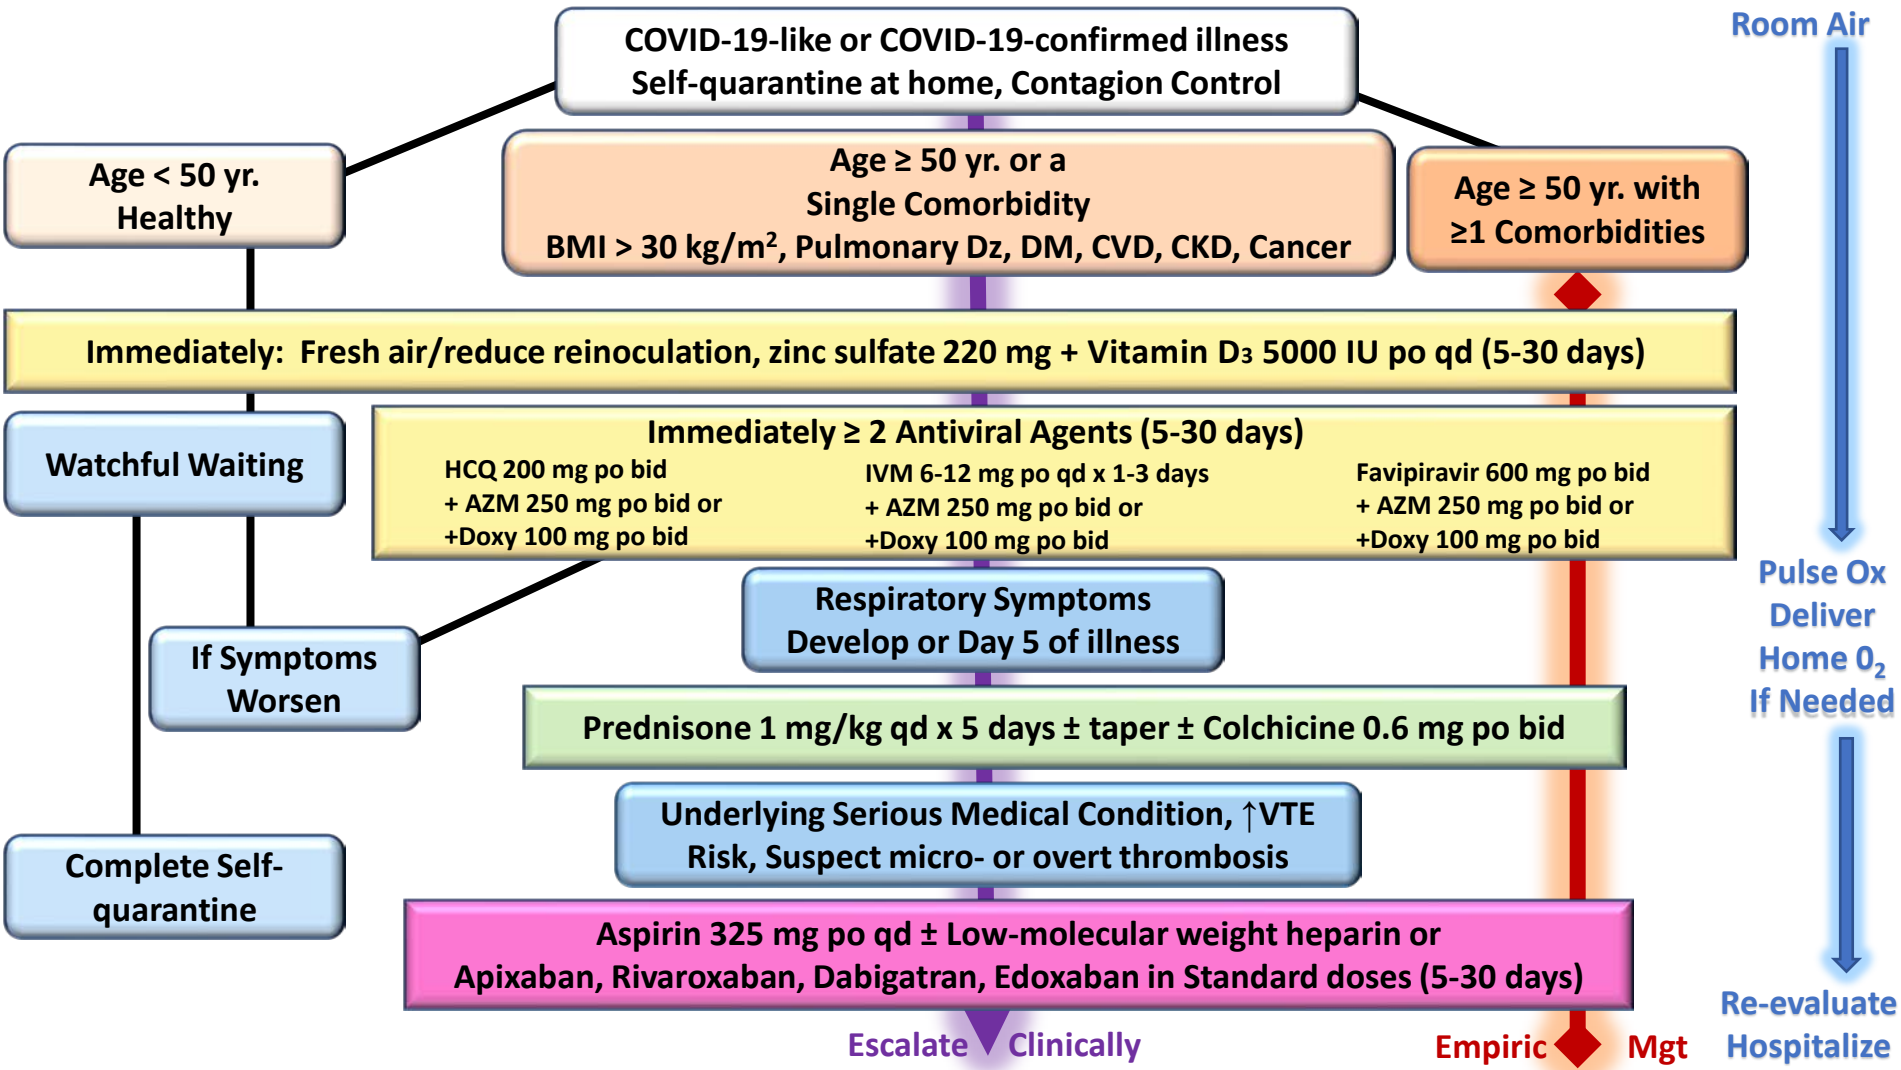 COVID-19-like or COVID-19-confirmed illness
Self-quarantine at home, Contagion Control
Room Air
Age < 50 yr.
Healthy
Age ≥ 50 yr. or a
Single Comorbidity
BMI > 30 kg/m², Pulmonary Dz, DM, CVD, CKD, Cancer
Age ≥ 50 yr. with
≥1 Comorbidities
Immediately: Fresh air/reduce reinoculation, zinc sulfate 220 mg + Vitamin D₃ 5000 IU po qd (5-30 days)
Watchful Waiting
Immediately ≥ 2 Antiviral Agents (5-30 days)
HCQ 200 mg po bid
+ AZM 250 mg po bid or
+Doxy 100 mg po bid
IVM 6-12 mg po qd x 1-3 days
+ AZM 250 mg po bid or
+Doxy 100 mg po bid
Favipiravir 600 mg po bid
+ AZM 250 mg po bid or
+Doxy 100 mg po bid
Pulse Ox
Deliver
Home 0₂
If Needed
Respiratory Symptoms
Develop or Day 5 of illness
If Symptoms
Worsen
Prednisone 1 mg/kg qd x 5 days ± taper ± Colchicine 0.6 mg po bid
Underlying Serious Medical Condition, ↑VTE
Risk, Suspect micro- or overt thrombosis
Complete Self-
quarantine
Aspirin 325 mg po qd ± Low-molecular weight heparin or
Apixaban, Rivaroxaban, Dabigatran, Edoxaban in Standard doses (5-30 days)
Escalate Clinically
Empiric Mgt
Re-evaluate
Hospitalize